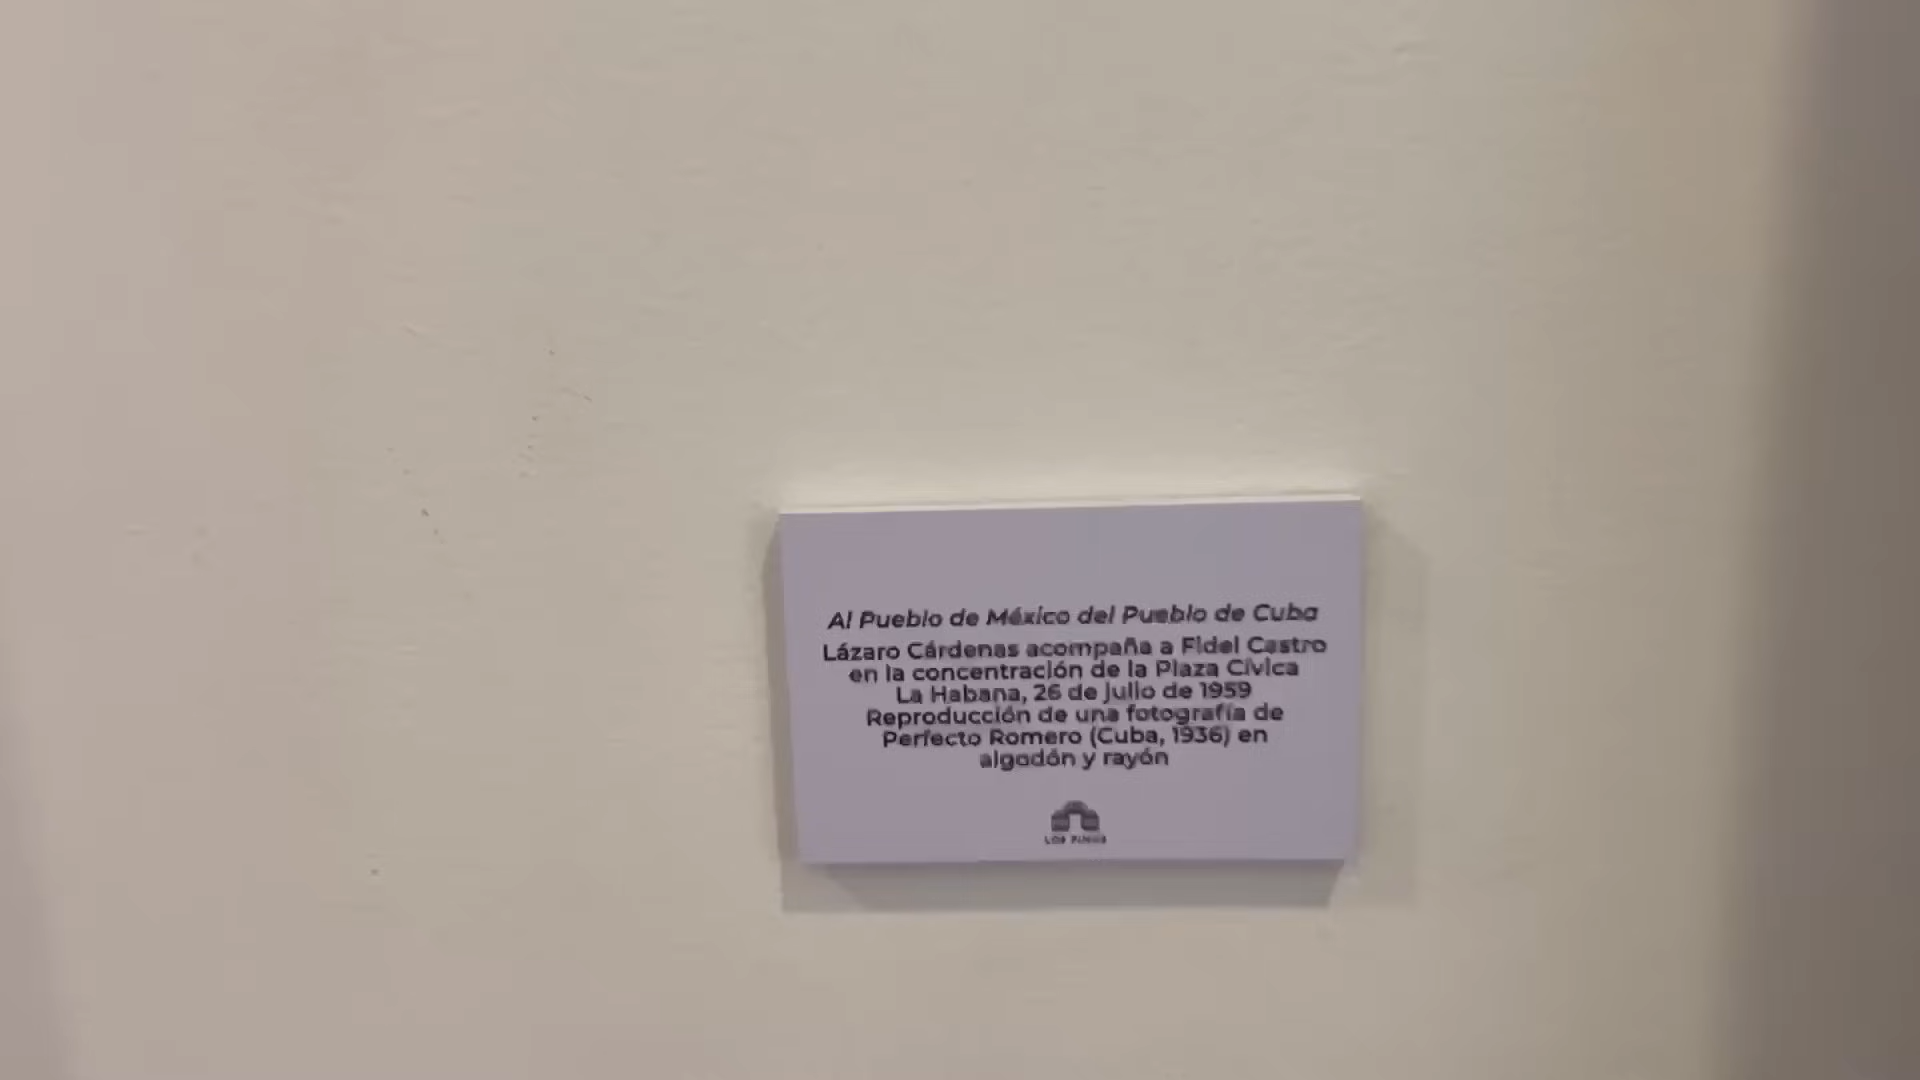 Al Pueblo de México del Pueblo de Cuba
Lázaro Cárdenas acompaña a Fidel Castro
en la concentración de la Plaza Cívica
La Habana, 26 de julio de 1959
Reproducción de una fotografía de
Perfecto Romero (Cuba, 1936) en
algodón y rayón
LOS PINOS